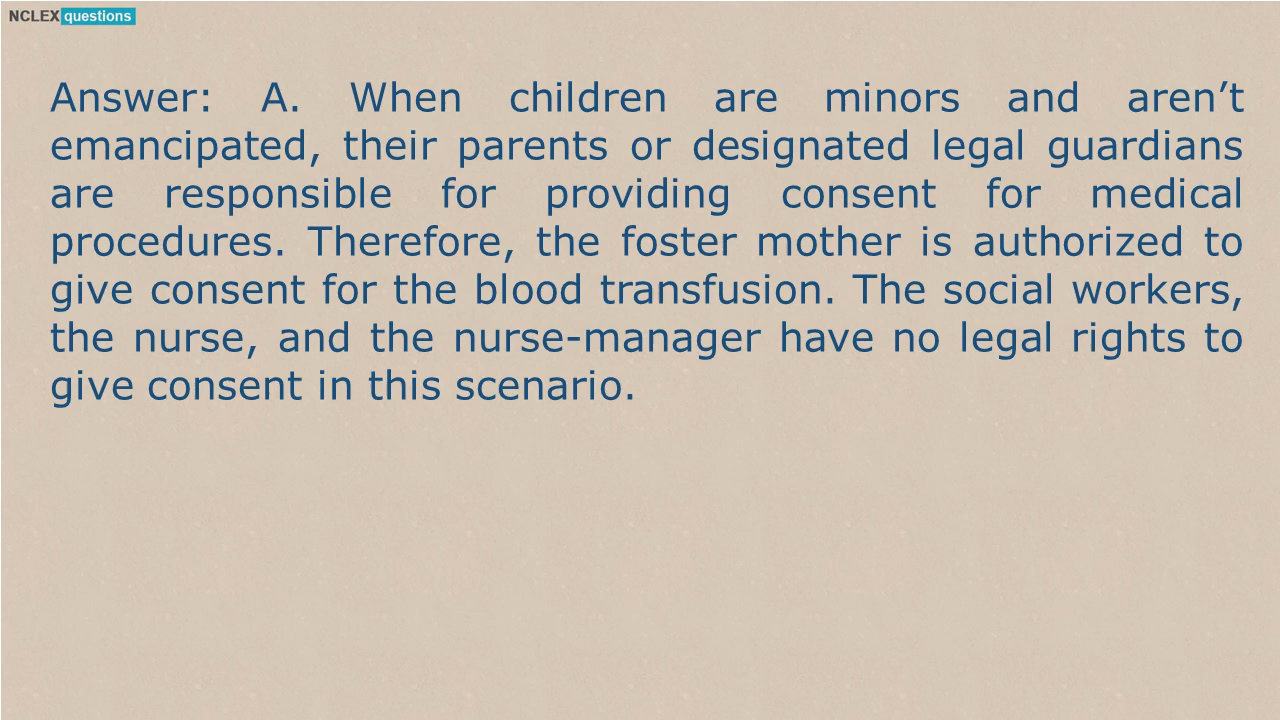 NCLEX questions
Answer: A. When children are minors and aren’t
emancipated, their parents or designated legal guardians
are responsible for providing consent for medical
procedures. Therefore, the foster mother is authorized to
give consent for the blood transfusion. The social workers,
the nurse, and the nurse-manager have no legal rights to
give consent in this scenario.